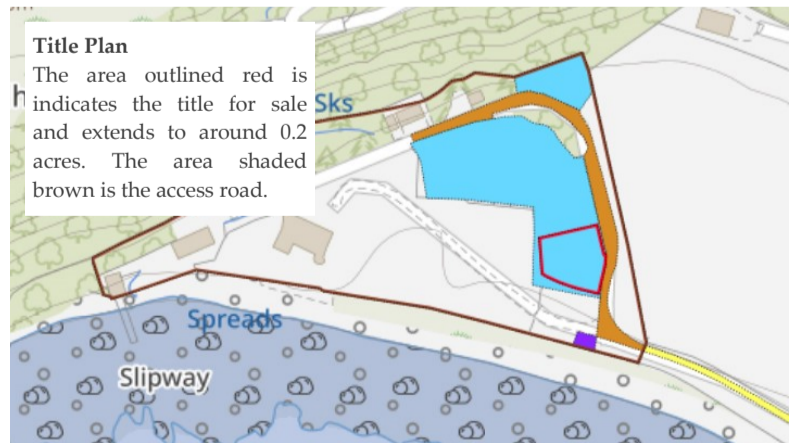 Title Plan
The area outlined red is
indicates the title for sale
and extends to around 0.2
acres. The area shaded
brown is the access road.
h
Sks
Spreads
Slipway